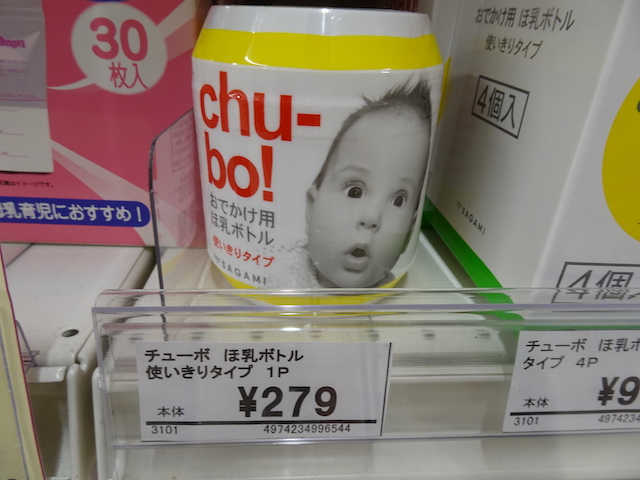 30
枚入
乳育児におすすめ！
chu-
bo!
おでかけ用
ほ乳ボトル
使いきりタイプ
SAGAMI
おでかけ用 ほ乳ボトル
使いきりタイプ
4個入
SAGAMI
4個
チューボ ほ乳ボトル
使いきりタイプ 1P
本体 ¥279
3101 4974234996544
チューボ ほ乳ボ
タイプ 4P
本体 ¥9
3101 4974234